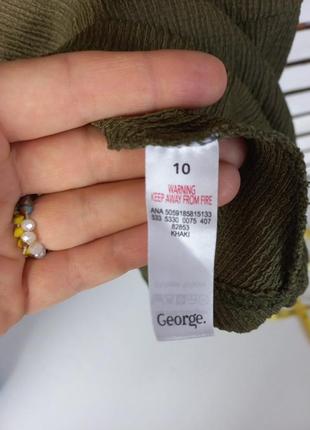 10
WARNING
KEEP AWAY FROM FIRE
ANA 5059185815133
533 5330 0075 407
82853
KHAKI
George.